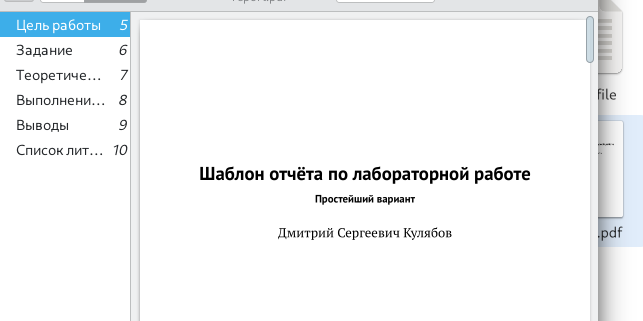 Цель работы 5
Задание 6
Теоретиче… 7
Выполнени… 8
Выводы 9
Список лит… 10
Шаблон отчёта по лабораторной работе
Простейший вариант
Дмитрий Сергеевич Кулябов
file
.pdf